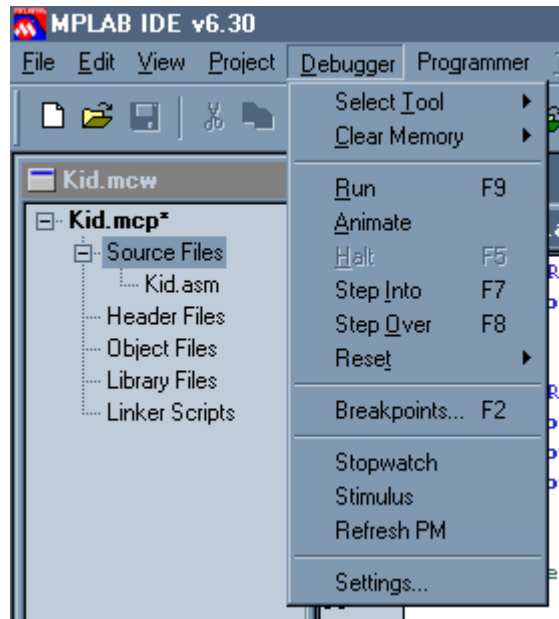 MPLAB IDE v6.30
File Edit View Project Debugger Programmer
Select Tool
Clear Memory
Kid.mcw
Run F9
Kid.mcp*
Animate
Source Files
Halt F5
Kid.asm
Step Into F7
Header Files
Step Over F8
Object Files
Reset
Library Files
Linker Scripts
Breakpoints... F2
Stopwatch
Stimulus
Refresh PM
Settings...